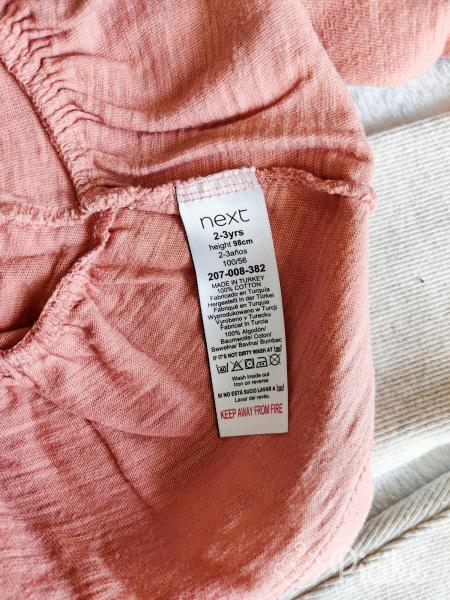 next
2-3yrs
height 98cm
2-3años
100/56
207-008-382
MADE IN TURKEY
100% COTTON
Fabricado en Turquía
Hergestellt in der Türkei
Fabriqué en Turquie
Wyprodukowano w Turcji
Vyrobeno v Turecku
Fabricat în Turcia
100% Algodón/
Baumwolle/ Coton/
Bawełna/ Bavlna/ Bumbac
IF IT'S NOT DIRTY WASH AT
40
Wash inside out
Iron on reverse
SI NO ESTÁ SUCIO LAVAR A
Lavar del revés.
KEEP AWAY FROM FIRE